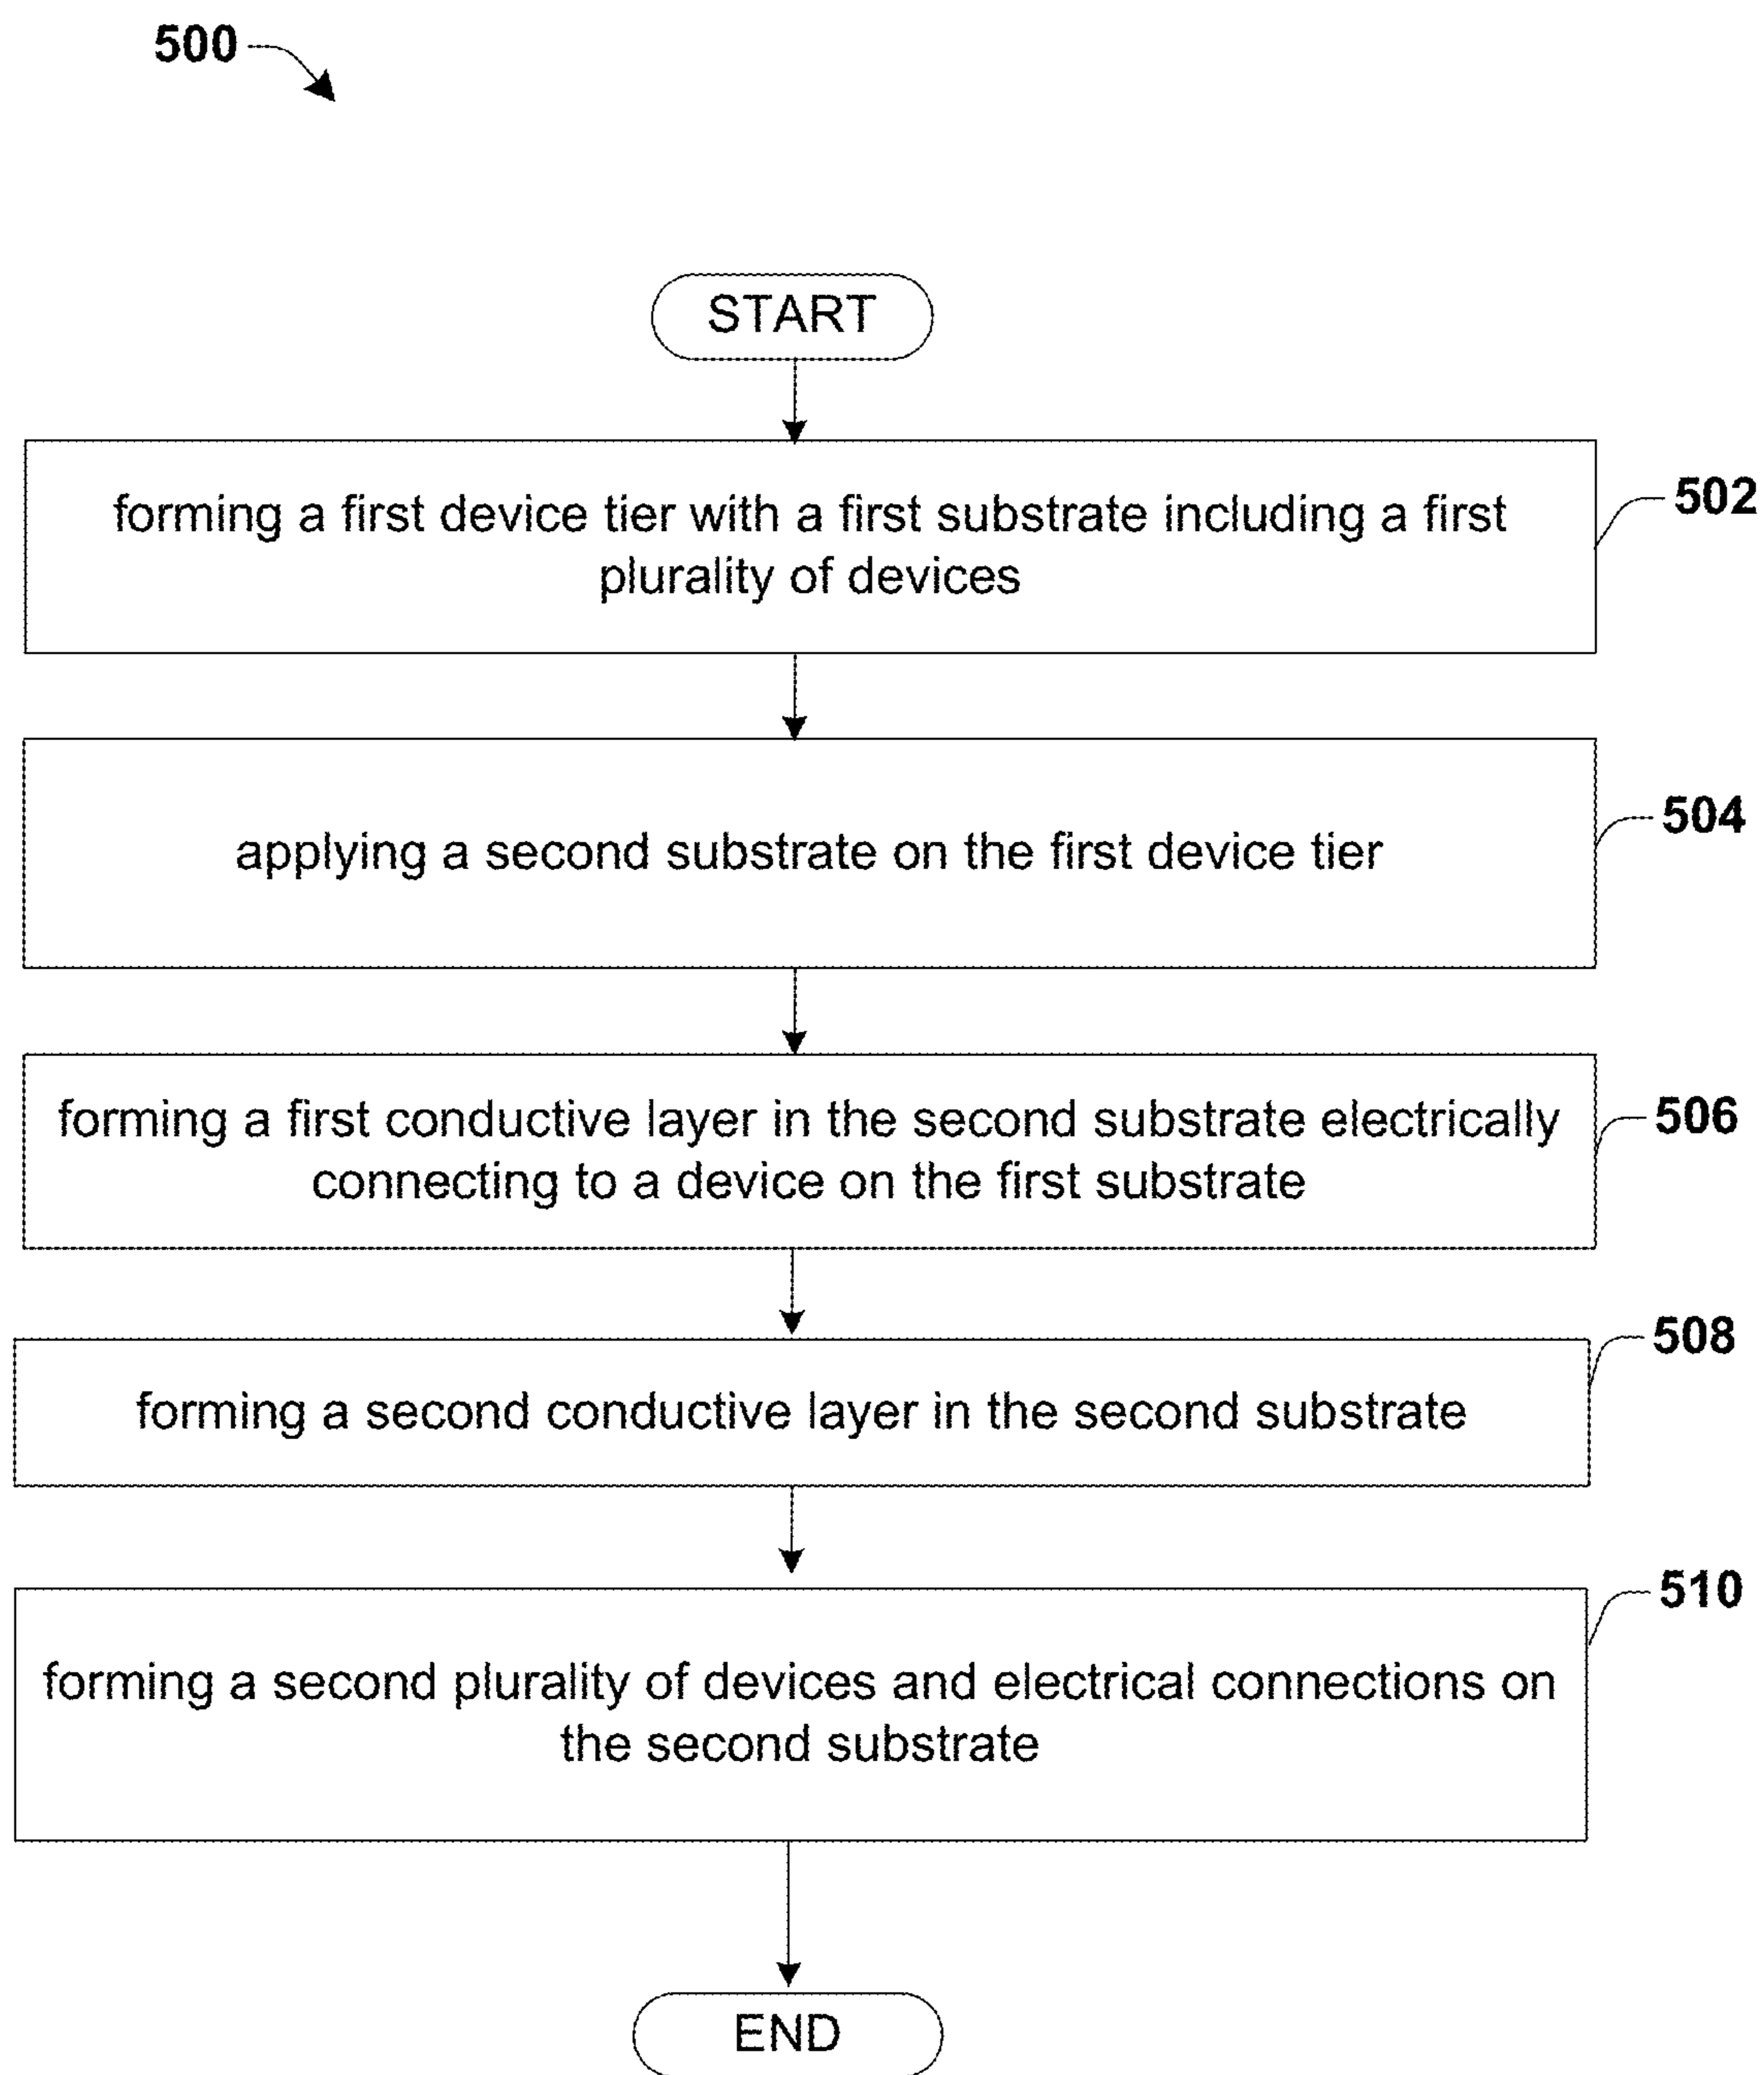 500
START
forming a first device tier with a first substrate including a first
plurality of devices
502
applying a second substrate on the first device tier
504
forming a first conductive layer in the second substrate electrically
connecting to a device on the first substrate
506
forming a second conductive layer in the second substrate
508
forming a second plurality of devices and electrical connections on
the second substrate
510
END